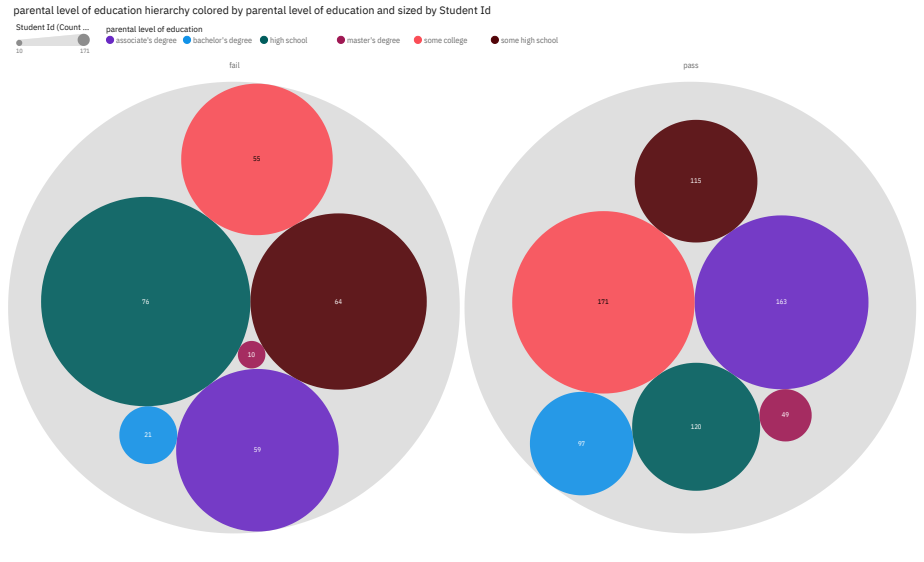 parental level of education hierarchy colored by parental level of education and sized by Student Id
Student Id (Count ...
10 171
parental level of education
associate's degree bachelor's degree high school master's degree some college some high school
fail
55
76
64
10
21
59
pass
115
171
163
49
120
97